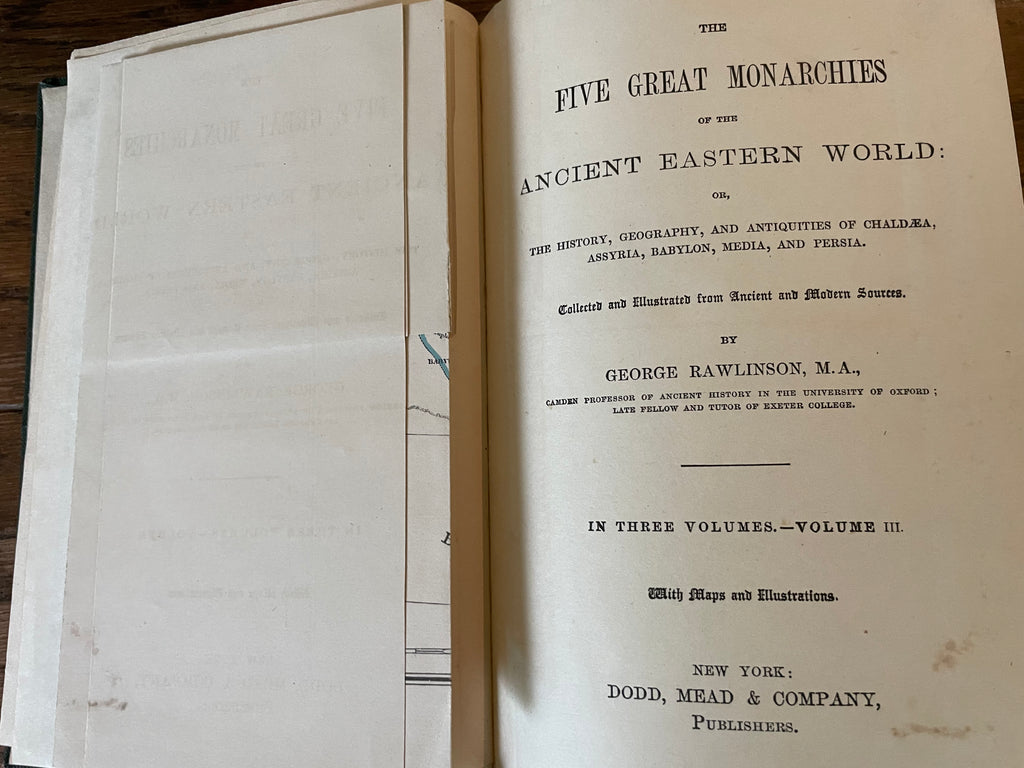 THE
FIVE GREAT MONARCHIES
OF THE
ANCIENT EASTERN WORLD:
OR,
THE HISTORY, GEOGRAPHY, AND ANTIQUITIES OF CHALDÆA,
ASSYRIA, BABYLON, MEDIA, AND PERSIA.
Collected and Illustrated from Ancient and Modern Sources.
BY
GEORGE RAWLINSON, M.A.,
CAMDEN PROFESSOR OF ANCIENT HISTORY IN THE UNIVERSITY OF OXFORD;
LATE FELLOW AND TUTOR OF EXETER COLLEGE.
IN THREE VOLUMES.—VOLUME III.
With Maps and Illustrations.
NEW YORK:
DODD, MEAD & COMPANY,
PUBLISHERS.